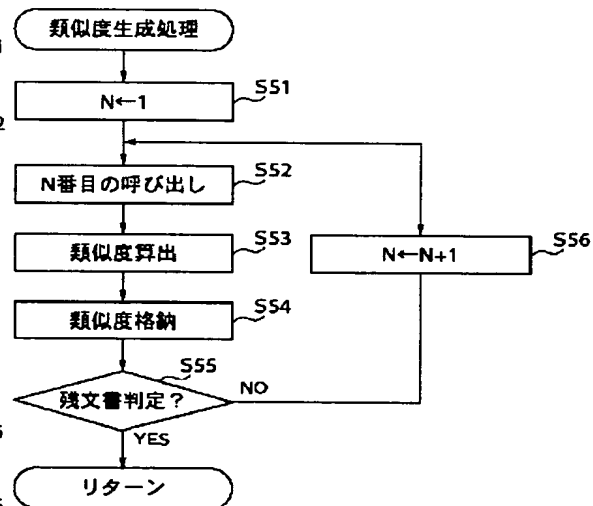 類似度生成処理
N←1
S51
N番目の呼び出し
S52
類似度算出
S53
N←N+1
S56
類似度格納
S54
残文書判定?
S55
NO
YES
リターン